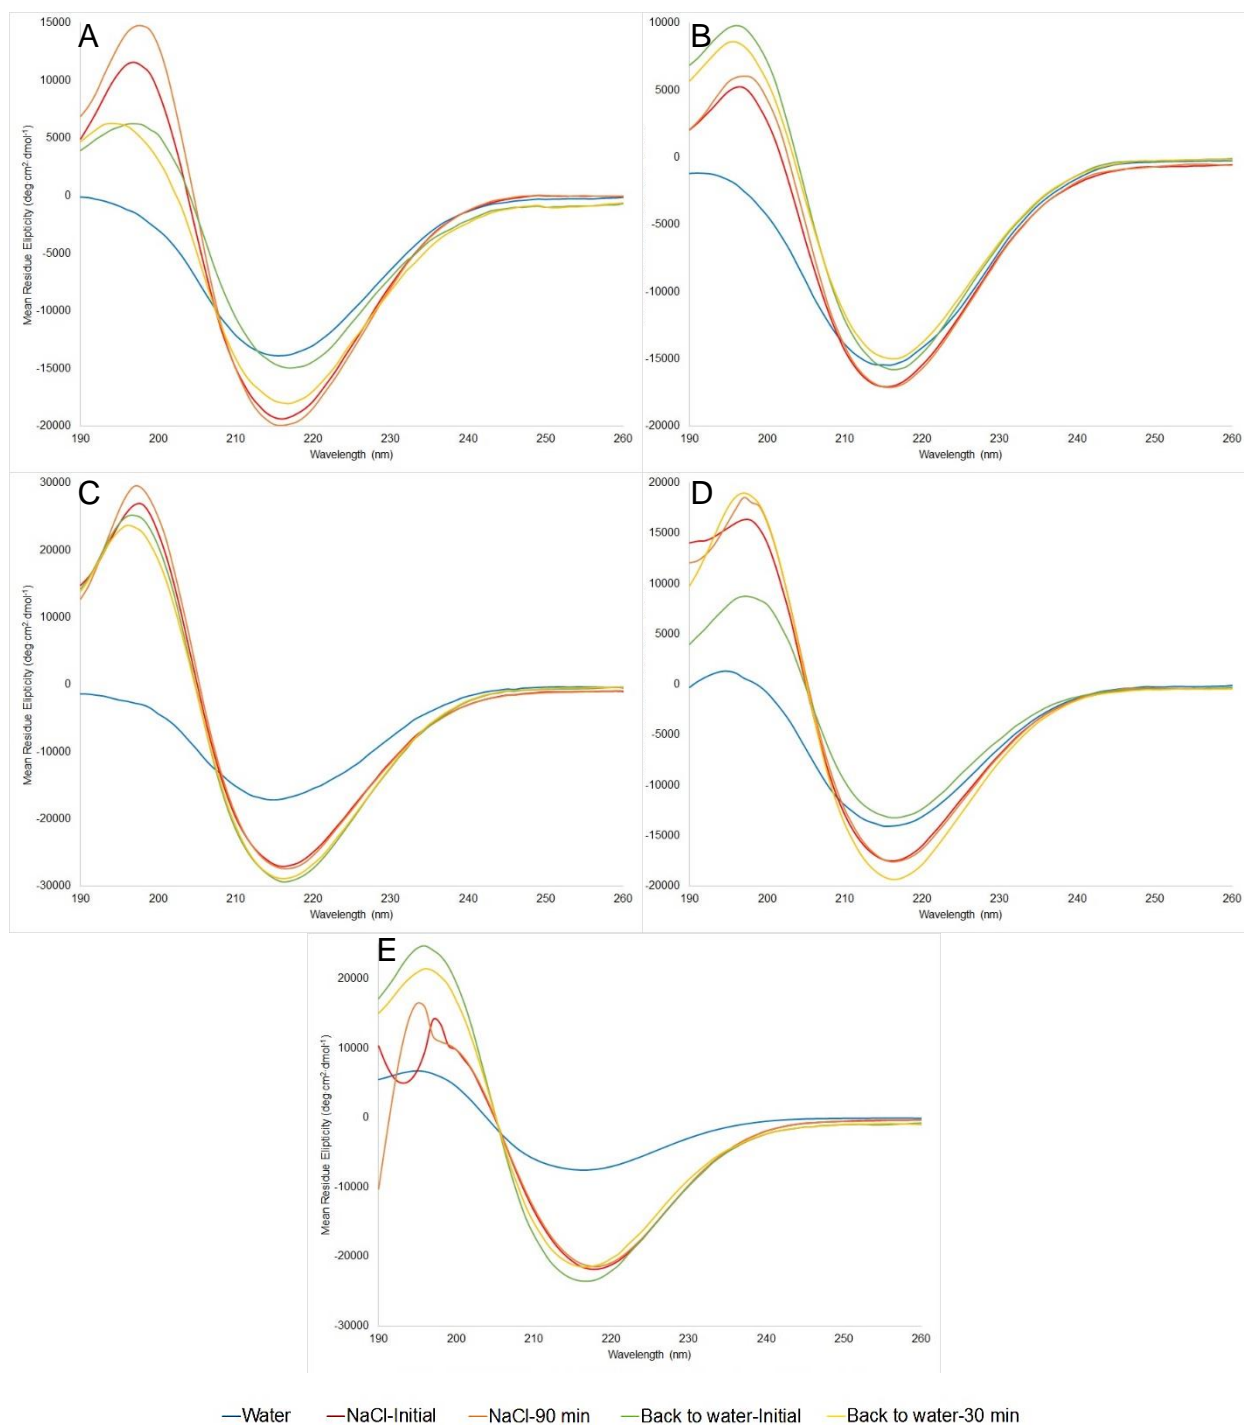 A
15000
10000
5000
0
-5000
-10000
-15000
-20000
190 200 210 220 230 240 250 260
Wavelength (nm)
Mean Residue Elipticity (deg·cm²·dmol⁻¹)
B
10000
5000
0
-5000
-10000
-15000
-20000
190 200 210 220 230 240 250 260
Wavelength (nm)
C
30000
20000
10000
0
-10000
-20000
-30000
190 200 210 220 230 240 250 260
Wavelength (nm)
Mean Residue Elipticity (deg·cm²·dmol⁻¹)
D
20000
15000
10000
5000
0
-5000
-10000
-15000
-20000
190 200 210 220 230 240 250 260
Wavelength (nm)
E
20000
10000
0
-10000
-20000
-30000
190 200 210 220 230 240 250 260
Wavelength (nm)
Mean Residue Elipticity (deg·cm²·dmol⁻¹)
Water NaCl-Initial NaCl-90 min Back to water-Initial Back to water-30 min